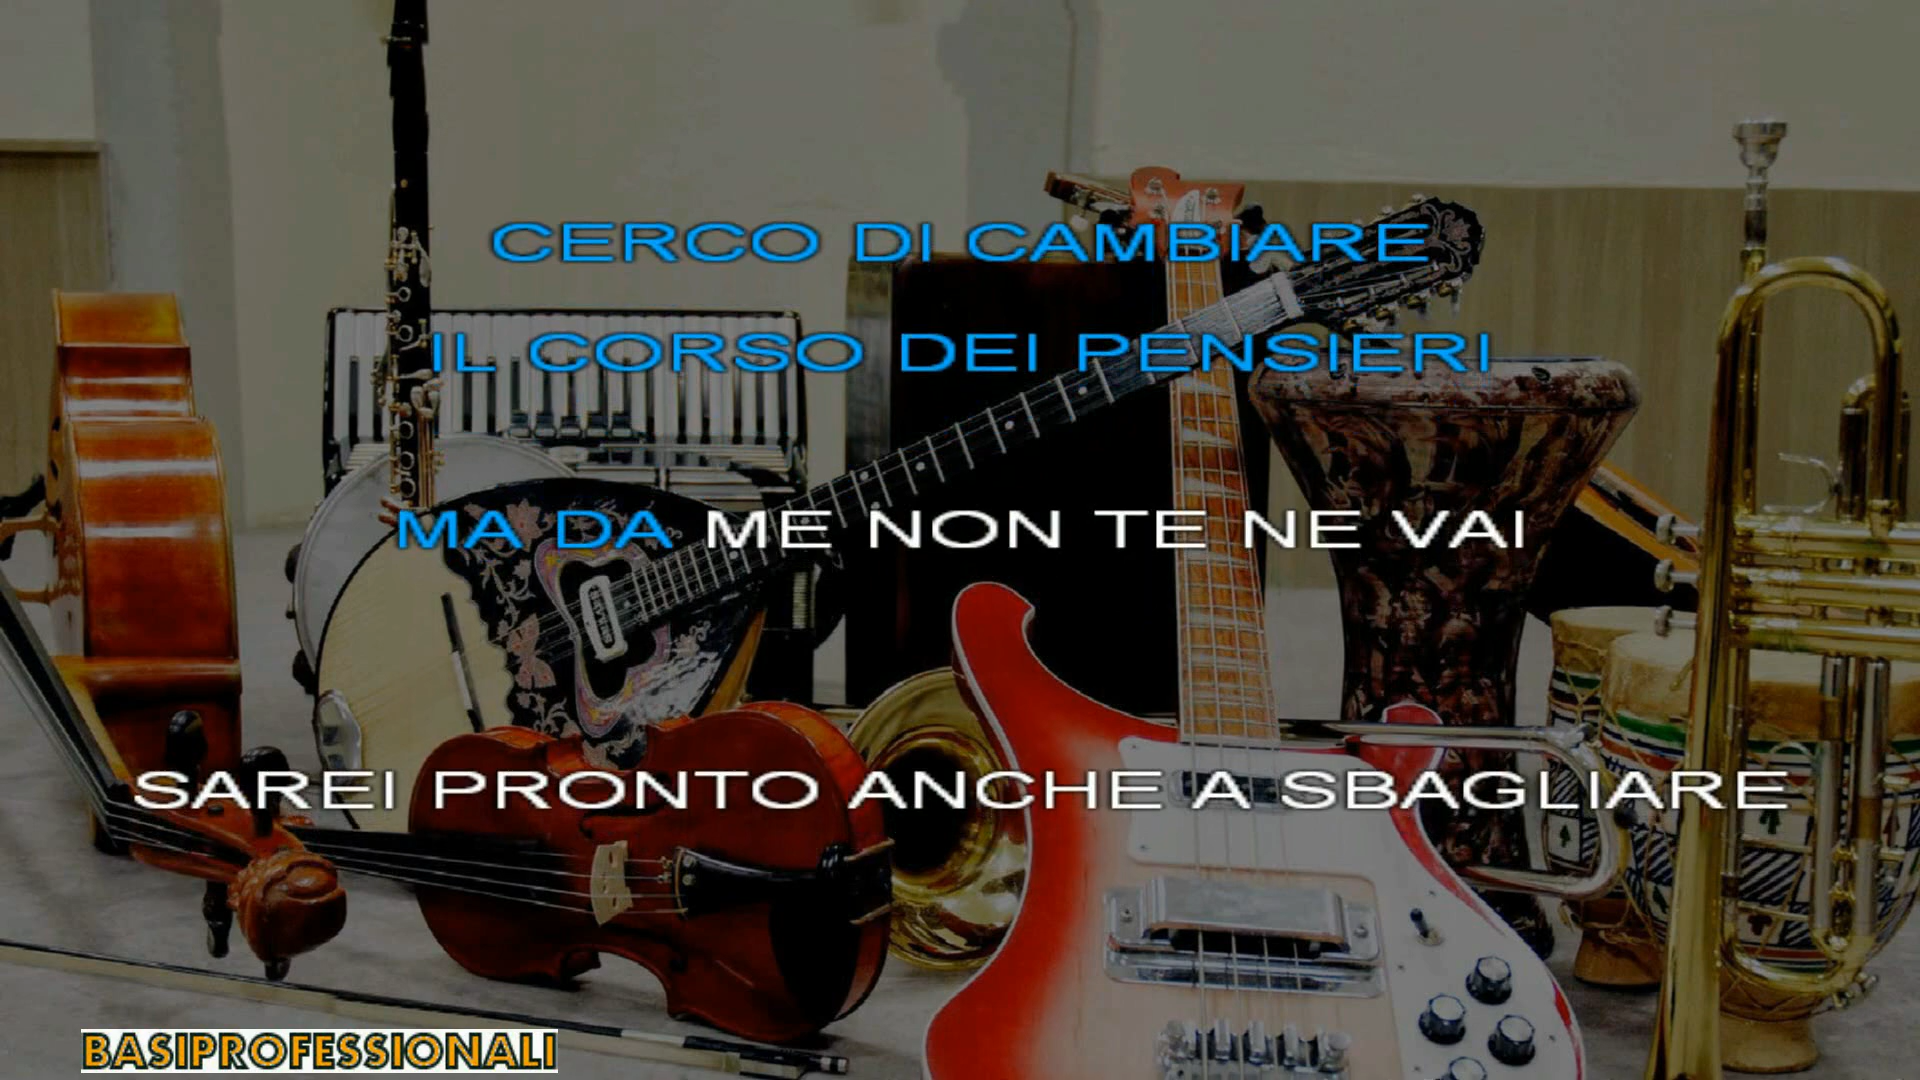 CERCO DI CAMBIARE
IL CORSO DEI PENSIERI
MA DA ME NON TE NE VAI
SAREI PRONTO ANCHE A SBAGLIARE
BASIPROFESSIONALI